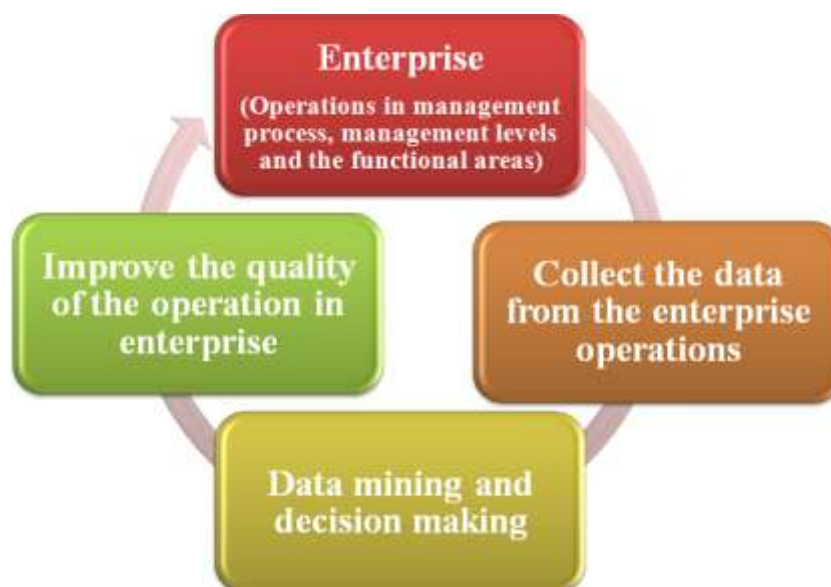 Enterprise
(Operations in management
process, management levels
and the functional areas)
Collect the data
from the enterprise
operations
Data mining and
decision making
Improve the quality
of the operation in
enterprise